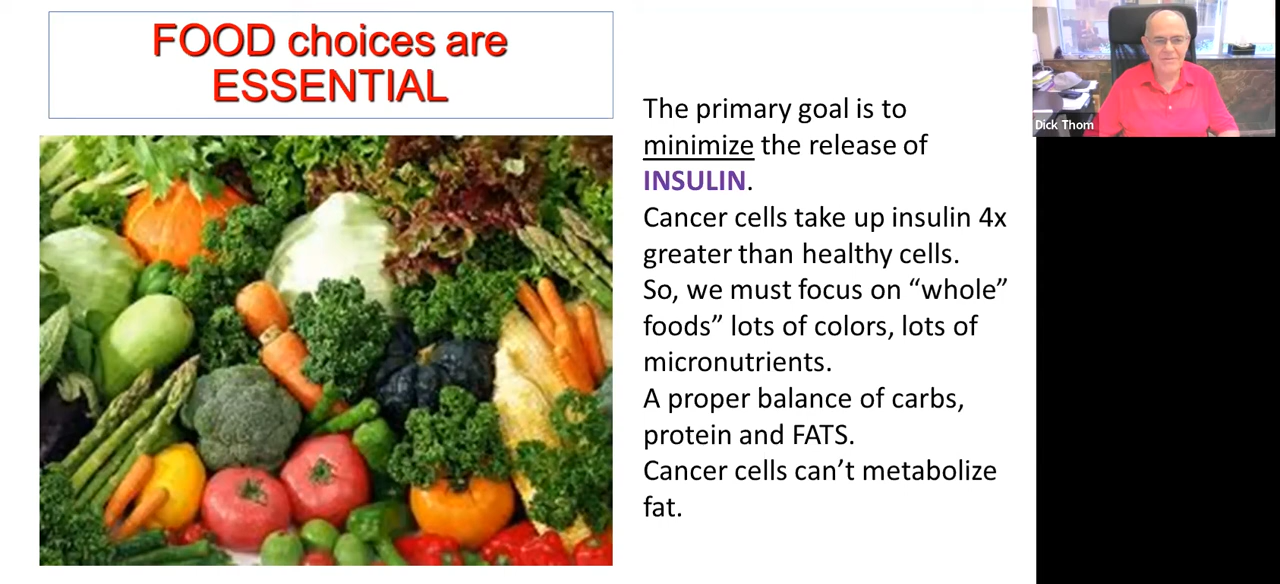 FOOD choices are
ESSENTIAL
The primary goal is to
minimize the release of
INSULIN.
Cancer cells take up insulin 4x
greater than healthy cells.
So, we must focus on “whole”
foods” lots of colors, lots of
micronutrients.
A proper balance of carbs,
protein and FATS.
Cancer cells can’t metabolize
fat.
Dick Thom